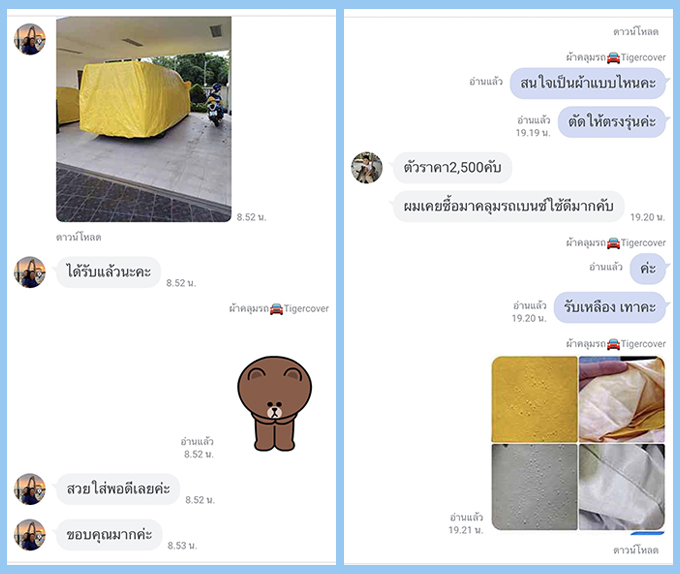 8.52 น.
ดาวน์โหลด
ได้รับแล้วนะคะ
8.52 น.
ผ้าคลุมรถ🚘Tigercover
อ่านแล้ว
8.52 น.
สวยใส่พอดีเลยค่ะ
8.52 น.
ขอบคุณมากค่ะ
8.53 น.
ดาวน์โหลด
ผ้าคลุมรถ🚘Tigercover
อ่านแล้ว
สนใจเป็นผ้าแบบไหนคะ
อ่านแล้ว
19.19 น.
ตัดให้ตรงรุ่นค่ะ
ตัวราคา2,500คับ
ผมเคยซื้อมาคลุมรถเบนซ์ใช้ดีมากคับ
19.20 น.
ผ้าคลุมรถ🚘Tigercover
อ่านแล้ว
ค่ะ
อ่านแล้ว
19.20 น.
รับเหลือง เทาคะ
ผ้าคลุมรถ🚘Tigercover
อ่านแล้ว
19.21 น.
ดาวน์โหลด